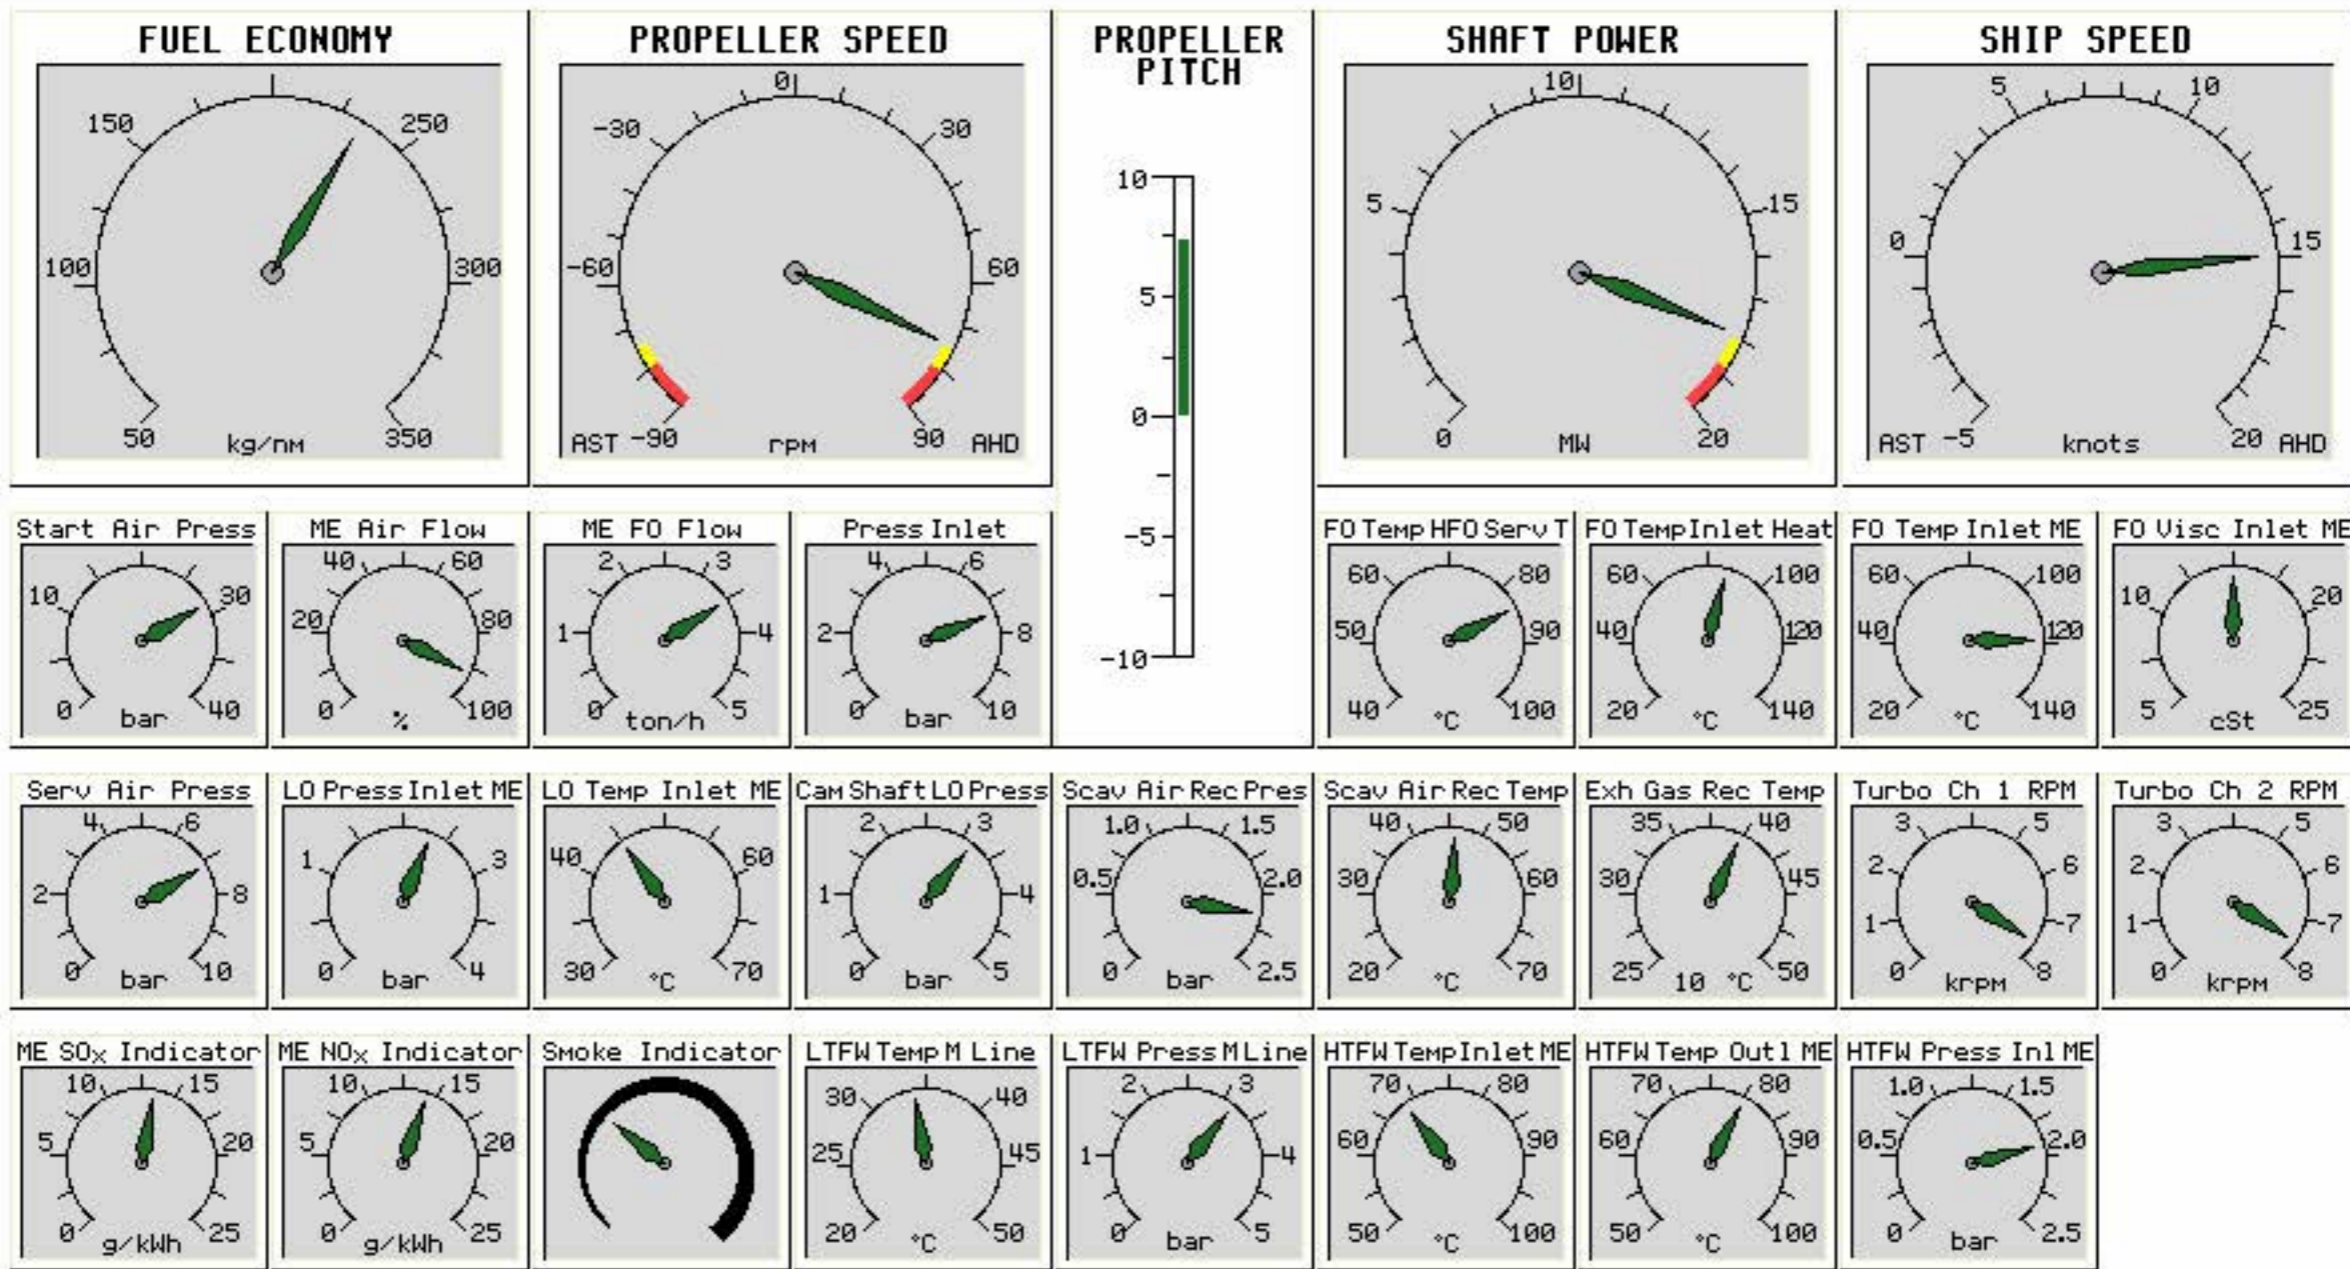 FUEL ECONOMY
150
250
100
300
50
kg/nm
350
PROPELLER SPEED
0
-30
30
-60
60
AST
-90
rpm
90
AHD
PROPELLER
PITCH
10
5
0
-5
-10
SHAFT POWER
10
5
15
0
MW
20
SHIP SPEED
5
10
0
15
AST
-5
knots
20
AHD
Start Air Press
10
30
0
bar
40
ME Air Flow
40
60
20
80
0
%
100
ME FO Flow
2
3
1
4
0
ton/h
5
Press Inlet
4
6
2
8
0
bar
10
FO Temp HFO Serv T
60
80
50
90
40
°C
100
FO Temp Inlet Heat
60
100
40
120
20
°C
140
FO Temp Inlet ME
60
100
40
120
20
°C
140
FO Visc Inlet ME
10
20
5
cSt
25
Serv Air Press
4
6
2
8
0
bar
10
LO Press Inlet ME
1
3
0
bar
4
LO Temp Inlet ME
40
60
30
°C
70
Cam Shaft LO Press
2
3
1
4
0
bar
5
Scav Air Rec Pres
1.0
1.5
0.5
2.0
0
bar
2.5
Scav Air Rec Temp
40
50
30
60
20
°C
70
Exh Gas Rec Temp
35
40
30
45
25
10 °C
50
Turbo Ch 1 RPM
3
5
2
6
1
7
0
krpm
8
Turbo Ch 2 RPM
3
5
2
6
1
7
0
krpm
8
ME SOx Indicator
10
15
5
20
0
g/kWh
25
ME NOx Indicator
10
15
5
20
0
g/kWh
25
Smoke Indicator
LTFW Temp M Line
30
40
25
45
20
°C
50
LTFW Press M Line
2
3
1
4
0
bar
5
HTFW Temp Inlet ME
70
80
60
90
50
°C
100
HTFW Temp Outl ME
70
80
60
90
50
°C
100
HTFW Press Inl ME
1.0
1.5
0.5
2.0
0
bar
2.5